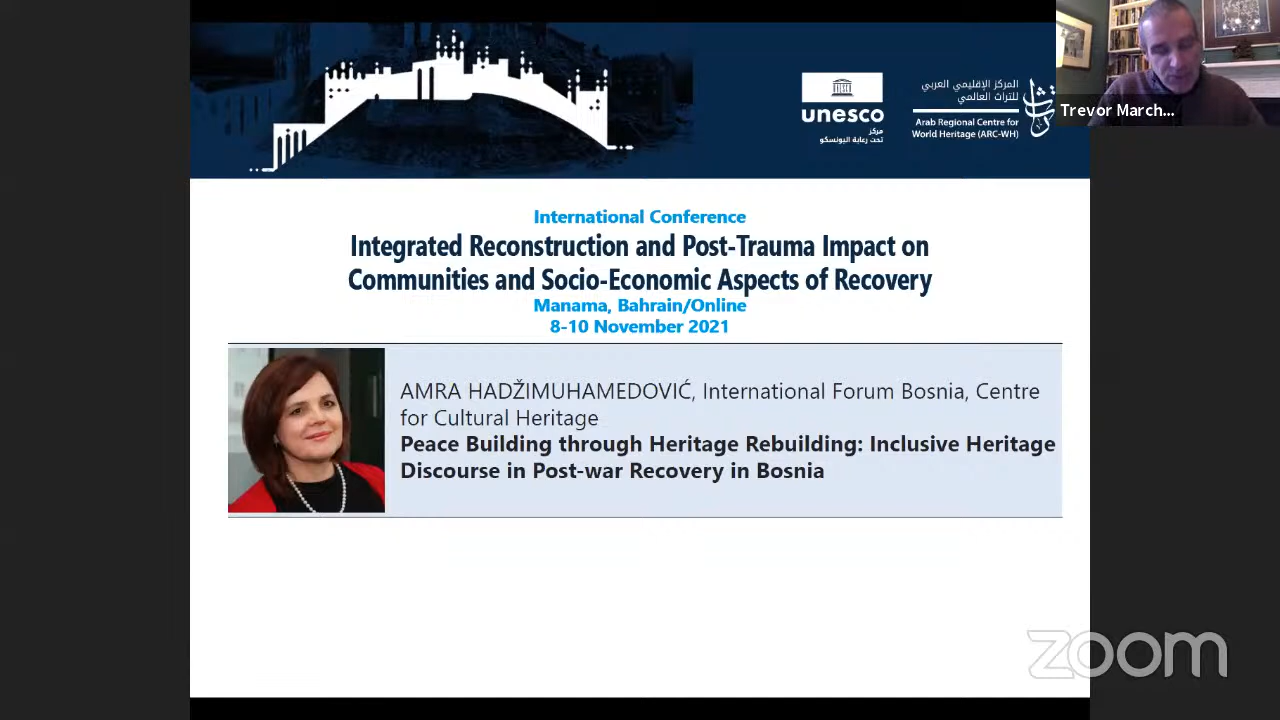 unesco
مركز
تحت رعاية اليونسكو
المركز الإقليمي العربي
للتراث العالمي
Arab Regional Centre for
World Heritage (ARC-WH)
Trevor March...
International Conference
Integrated Reconstruction and Post-Trauma Impact on
Communities and Socio-Economic Aspects of Recovery
Manama, Bahrain/Online
8-10 November 2021
AMRA HADŽIMUHAMEDOVIĆ, International Forum Bosnia, Centre
for Cultural Heritage
Peace Building through Heritage Rebuilding: Inclusive Heritage
Discourse in Post-war Recovery in Bosnia
zoom